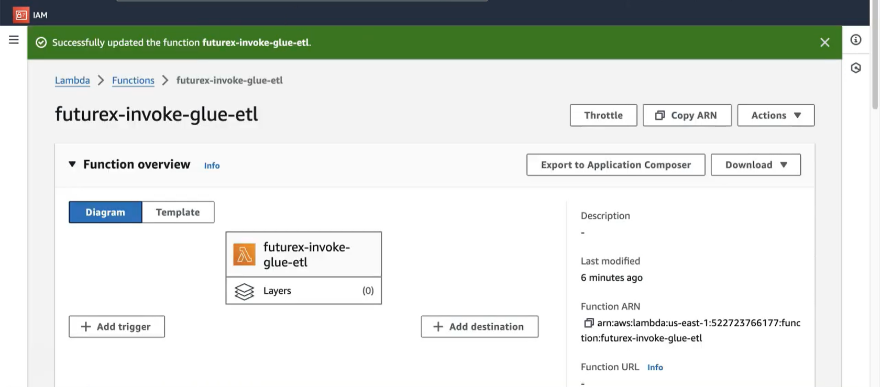 IAM
Successfully updated the function futurex-invoke-glue-etl.
Lambda > Functions > futurex-invoke-glue-etl
futurex-invoke-glue-etl
Throttle
Copy ARN
Actions
Function overview Info
Export to Application Composer
Download
Diagram
Template
futurex-invoke-
glue-etl
Layers (0)
+ Add trigger
+ Add destination
Description
-
Last modified
6 minutes ago
Function ARN
arn:aws:lambda:us-east-1:522723766177:func
tion:futurex-invoke-glue-etl
Function URL Info
-